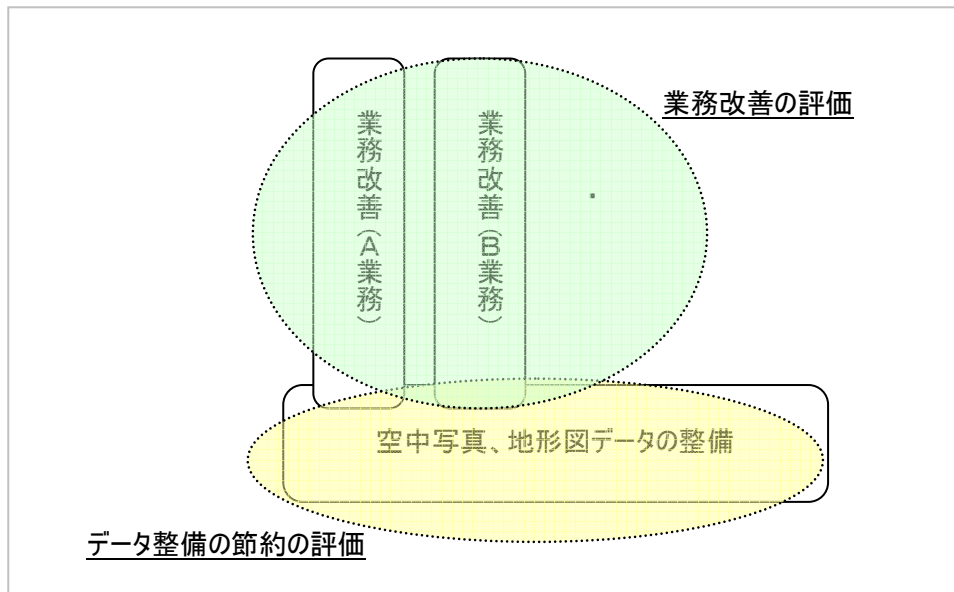 業務改善の評価
業務改善（A業務）
業務改善（B業務）
空中写真、地形図データの整備
データ整備の節約の評価